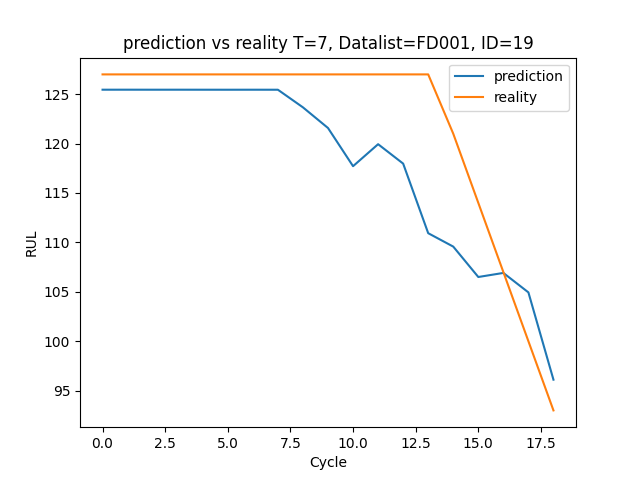 prediction vs reality T=7, Datalist=FD001, ID=19
prediction
reality
RUL
125
120
115
110
105
100
95
0.0 2.5 5.0 7.5 10.0 12.5 15.0 17.5
Cycle